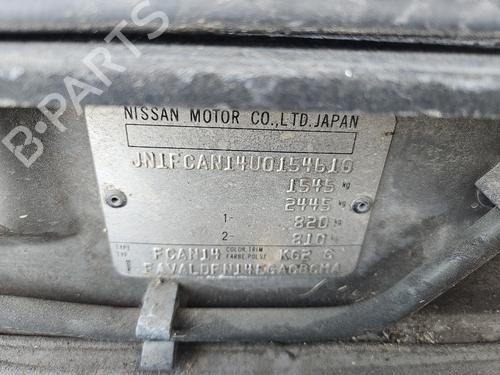 NISSAN MOTOR CO.,LTD.JAPAN
JN1FCAN14U0154610
1545 kg
2445 kg
1- 820 kg
2- 810 kg
TYPE TYP FCAN14 COLOR,TRIM FARBE,POLST KG2 G
B-PARTS